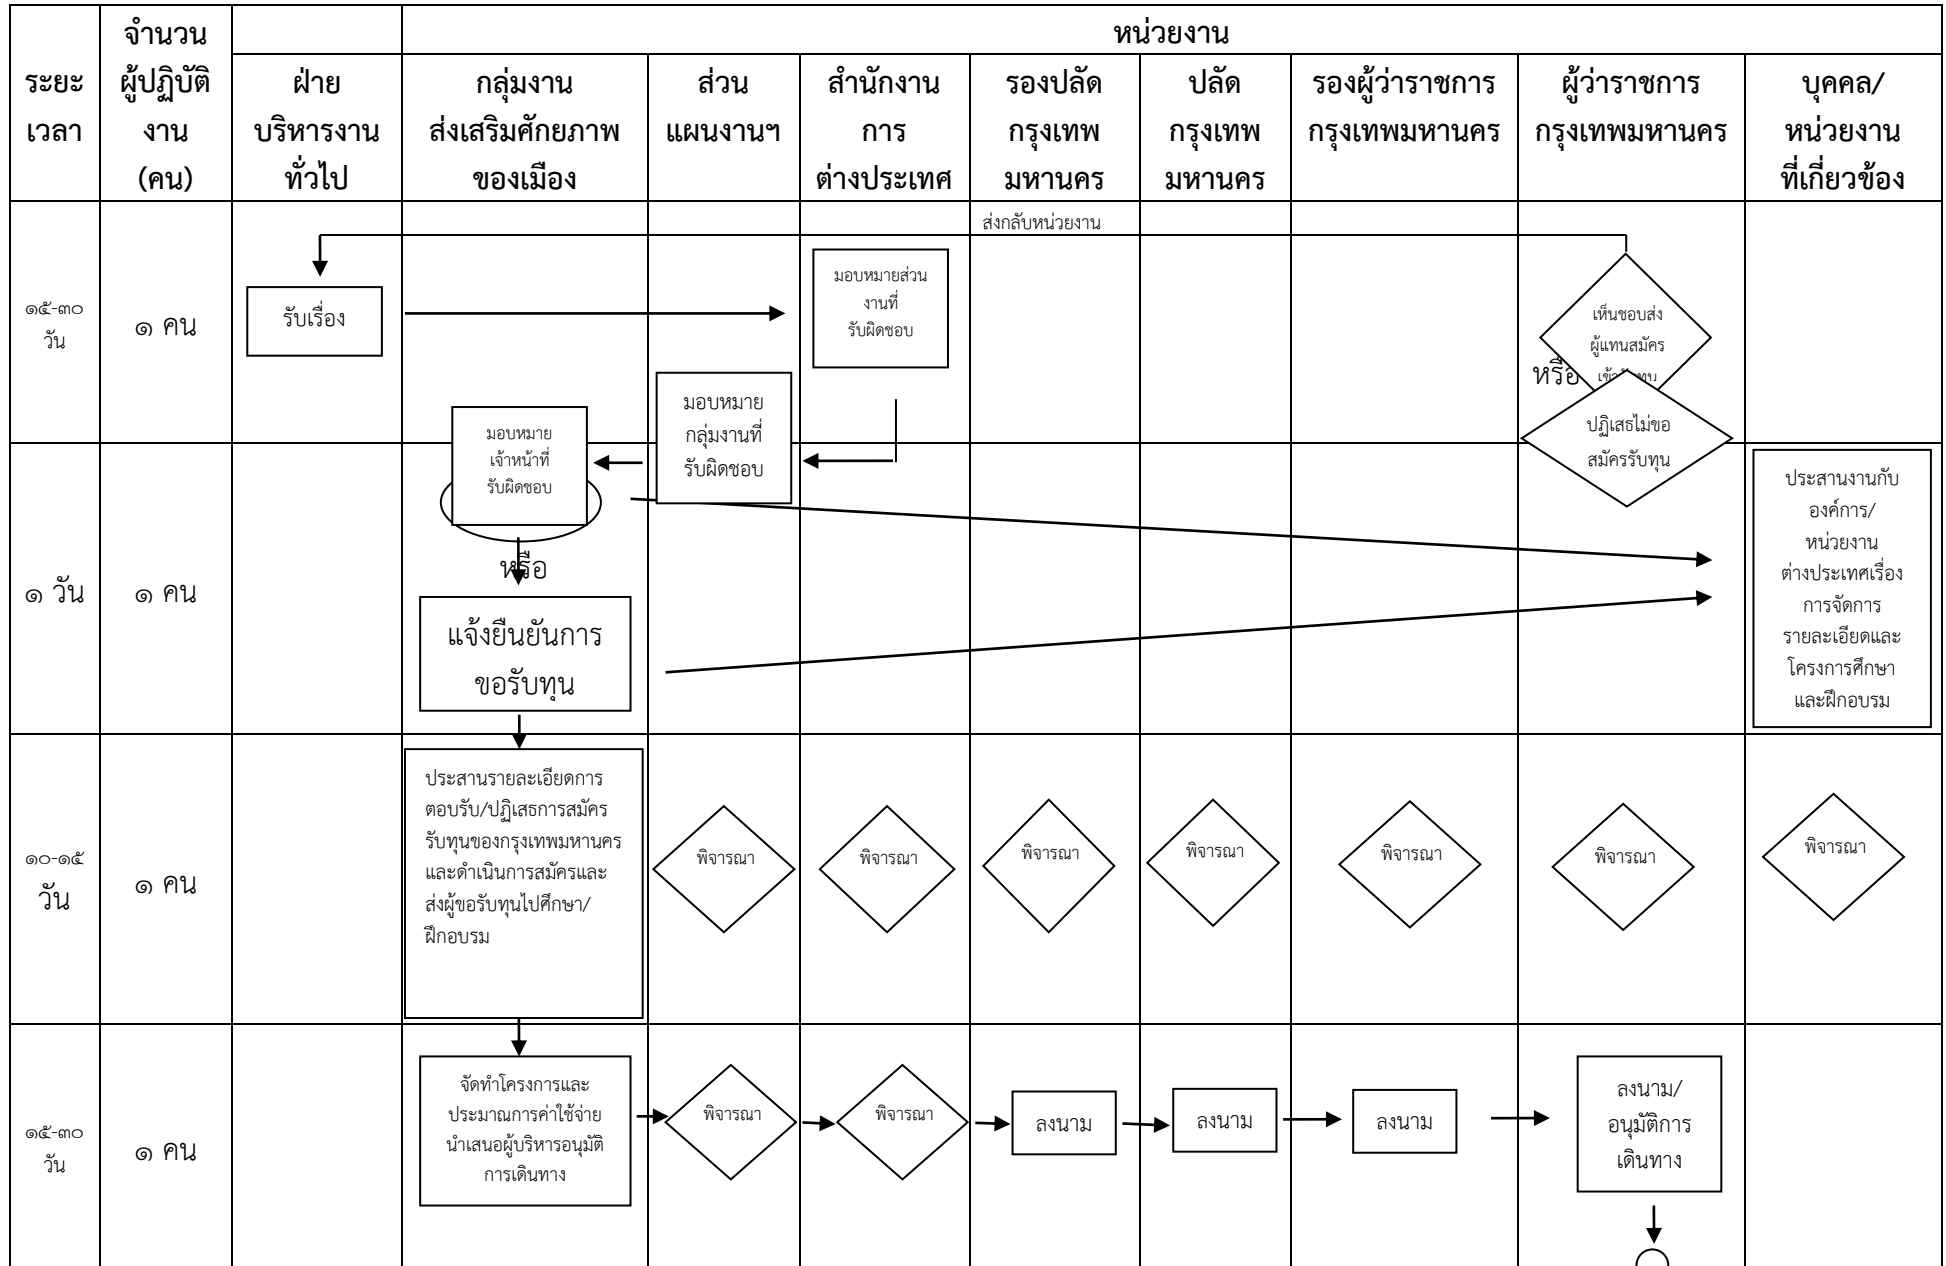 ระยะ
เวลา
จำนวน
ผู้ปฏิบัติ
งาน
(คน)
หน่วยงาน
ฝ่าย
บริหารงาน
ทั่วไป
กลุ่มงาน
ส่งเสริมศักยภาพ
ของเมือง
ส่วน
แผนงานฯ
สำนักงาน
การ
ต่างประเทศ
รองปลัด
กรุงเทพ
มหานคร
ปลัด
กรุงเทพ
มหานคร
รองผู้ว่าราชการ
กรุงเทพมหานคร
ผู้ว่าราชการ
กรุงเทพมหานคร
บุคคล/
หน่วยงาน
ที่เกี่ยวข้อง
๑๕-๓๐
วัน
๑ คน
ส่งกลับหน่วยงาน
รับเรื่อง
มอบหมายส่วน
งานที่
รับผิดชอบ
เห็นชอบส่ง
ผู้แทนสมัคร
หรือ
ปฏิเสธไม่ขอ
สมัครรับทุน
มอบหมาย
กลุ่มงานที่
รับผิดชอบ
มอบหมาย
เจ้าหน้าที่
รับผิดชอบ
๑ วัน
๑ คน
หรือ
แจ้งยืนยันการ
ขอรับทุน
ประสานงานกับ
องค์การ/
หน่วยงาน
ต่างประเทศเรื่อง
การจัดการ
รายละเอียดและ
โครงการศึกษา
และฝึกอบรม
๑๐-๑๕
วัน
๑ คน
ประสานรายละเอียดการ
ตอบรับ/ปฏิเสธการสมัคร
รับทุนของกรุงเทพมหานคร
และดำเนินการสมัครและ
ส่งผู้ขอรับทุนไปศึกษา/
ฝึกอบรม
พิจารณา
พิจารณา
พิจารณา
พิจารณา
พิจารณา
พิจารณา
พิจารณา
๑๕-๓๐
วัน
๑ คน
จัดทำโครงการและ
ประมาณการค่าใช้จ่าย
นำเสนอผู้บริหารอนุมัติ
การเดินทาง
พิจารณา
พิจารณา
ลงนาม
ลงนาม
ลงนาม
ลงนาม/
อนุมัติการ
เดินทาง